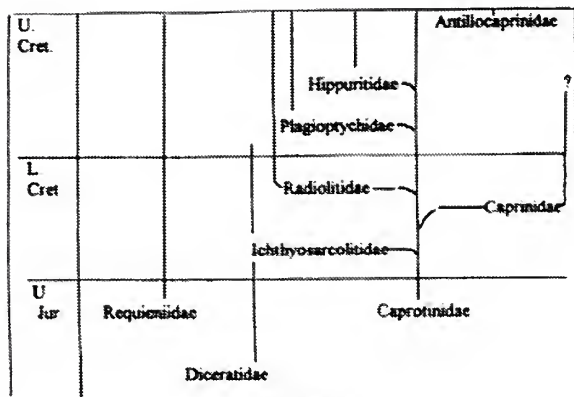 U.
Cret.
Antillocaprinidae
?
Hippuritidae
Plagioptychidae
L.
Cret
Radiolitidae
Caprinidae
Ichthyosarcolitidae
U
Jur
Requieniidae
Caprotinidae
Diceratidae